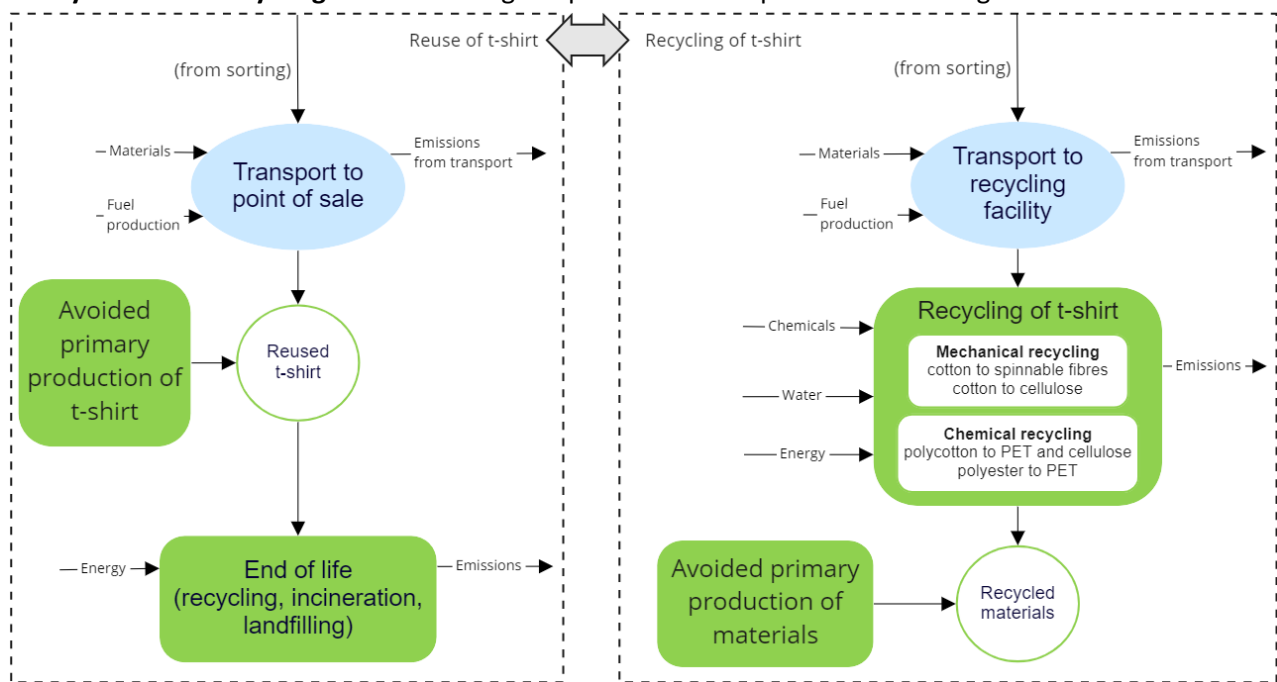 Reuse of t-shirt
Recycling of t-shirt
(from sorting)
Materials
Fuel
production
Transport to
point of sale
Emissions
from transport
Avoided
primary
production of
t-shirt
Reused
t-shirt
Energy
End of life
(recycling, incineration,
landfilling)
Emissions
(from sorting)
Materials
Fuel
production
Transport to
recycling
facility
Emissions
from transport
Chemicals
Water
Energy
Recycling of t-shirt
Mechanical recycling
cotton to spinnable fibres
cotton to cellulose
Chemical recycling
polycotton to PET and cellulose
polyester to PET
Emissions
Avoided primary
production of
materials
Recycled
materials